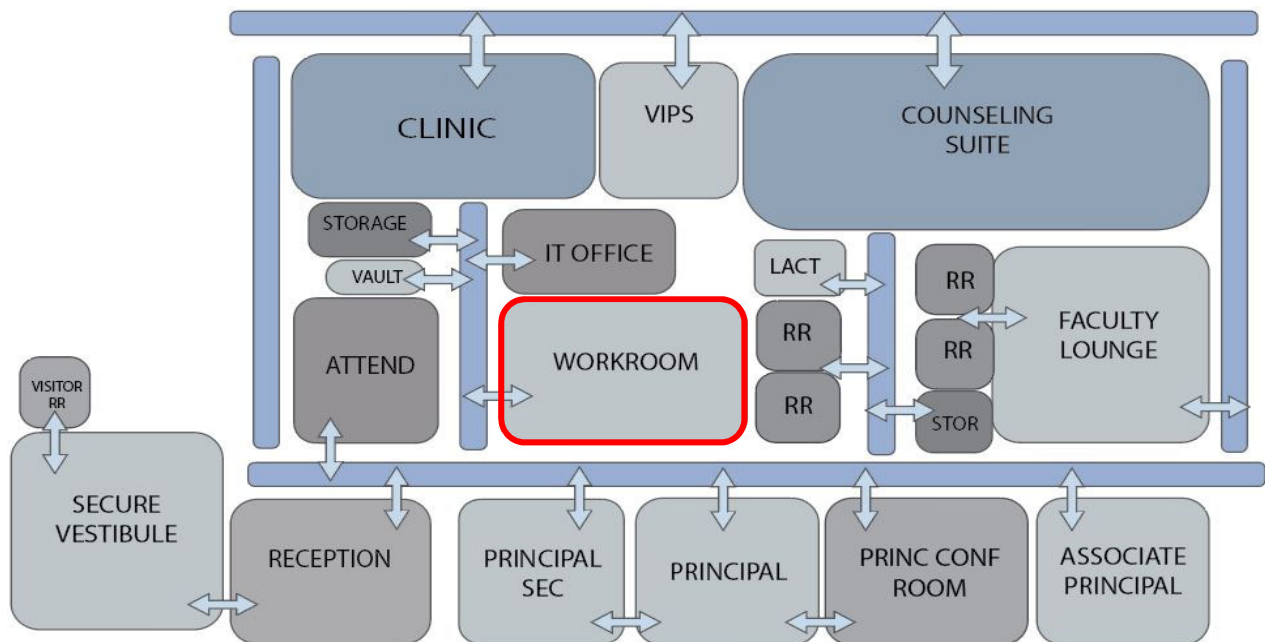 CLINIC
VIPS
COUNSELING
SUITE
STORAGE
IT OFFICE
VAULT
LACT
RR
FACULTY
LOUNGE
ATTEND
WORKROOM
RR
RR
RR
STOR
VISITOR
RR
SECURE
VESTIBULE
RECEPTION
PRINCIPAL
SEC
PRINCIPAL
PRINC CONF
ROOM
ASSOCIATE
PRINCIPAL